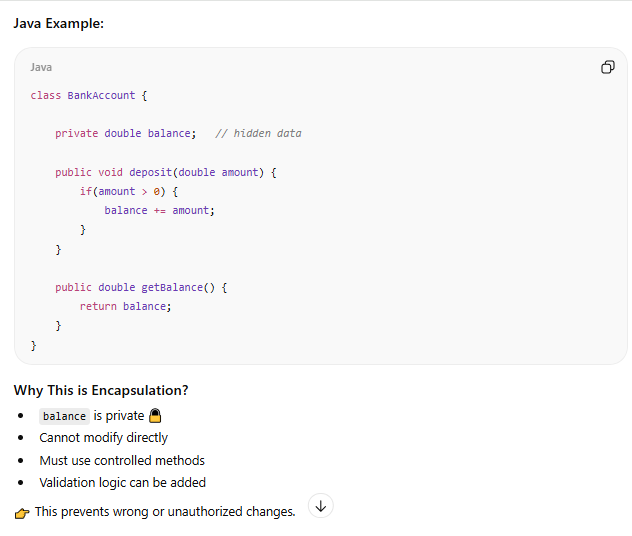 Java Example:
Java
class BankAccount {
private double balance;   // hidden data
public void deposit(double amount) {
if(amount > 0) {
balance += amount;
}
}
public double getBalance() {
return balance;
}
}
Why This is Encapsulation?
balance is private 🔒
Cannot modify directly
Must use controlled methods
Validation logic can be added
👉 This prevents wrong or unauthorized changes.